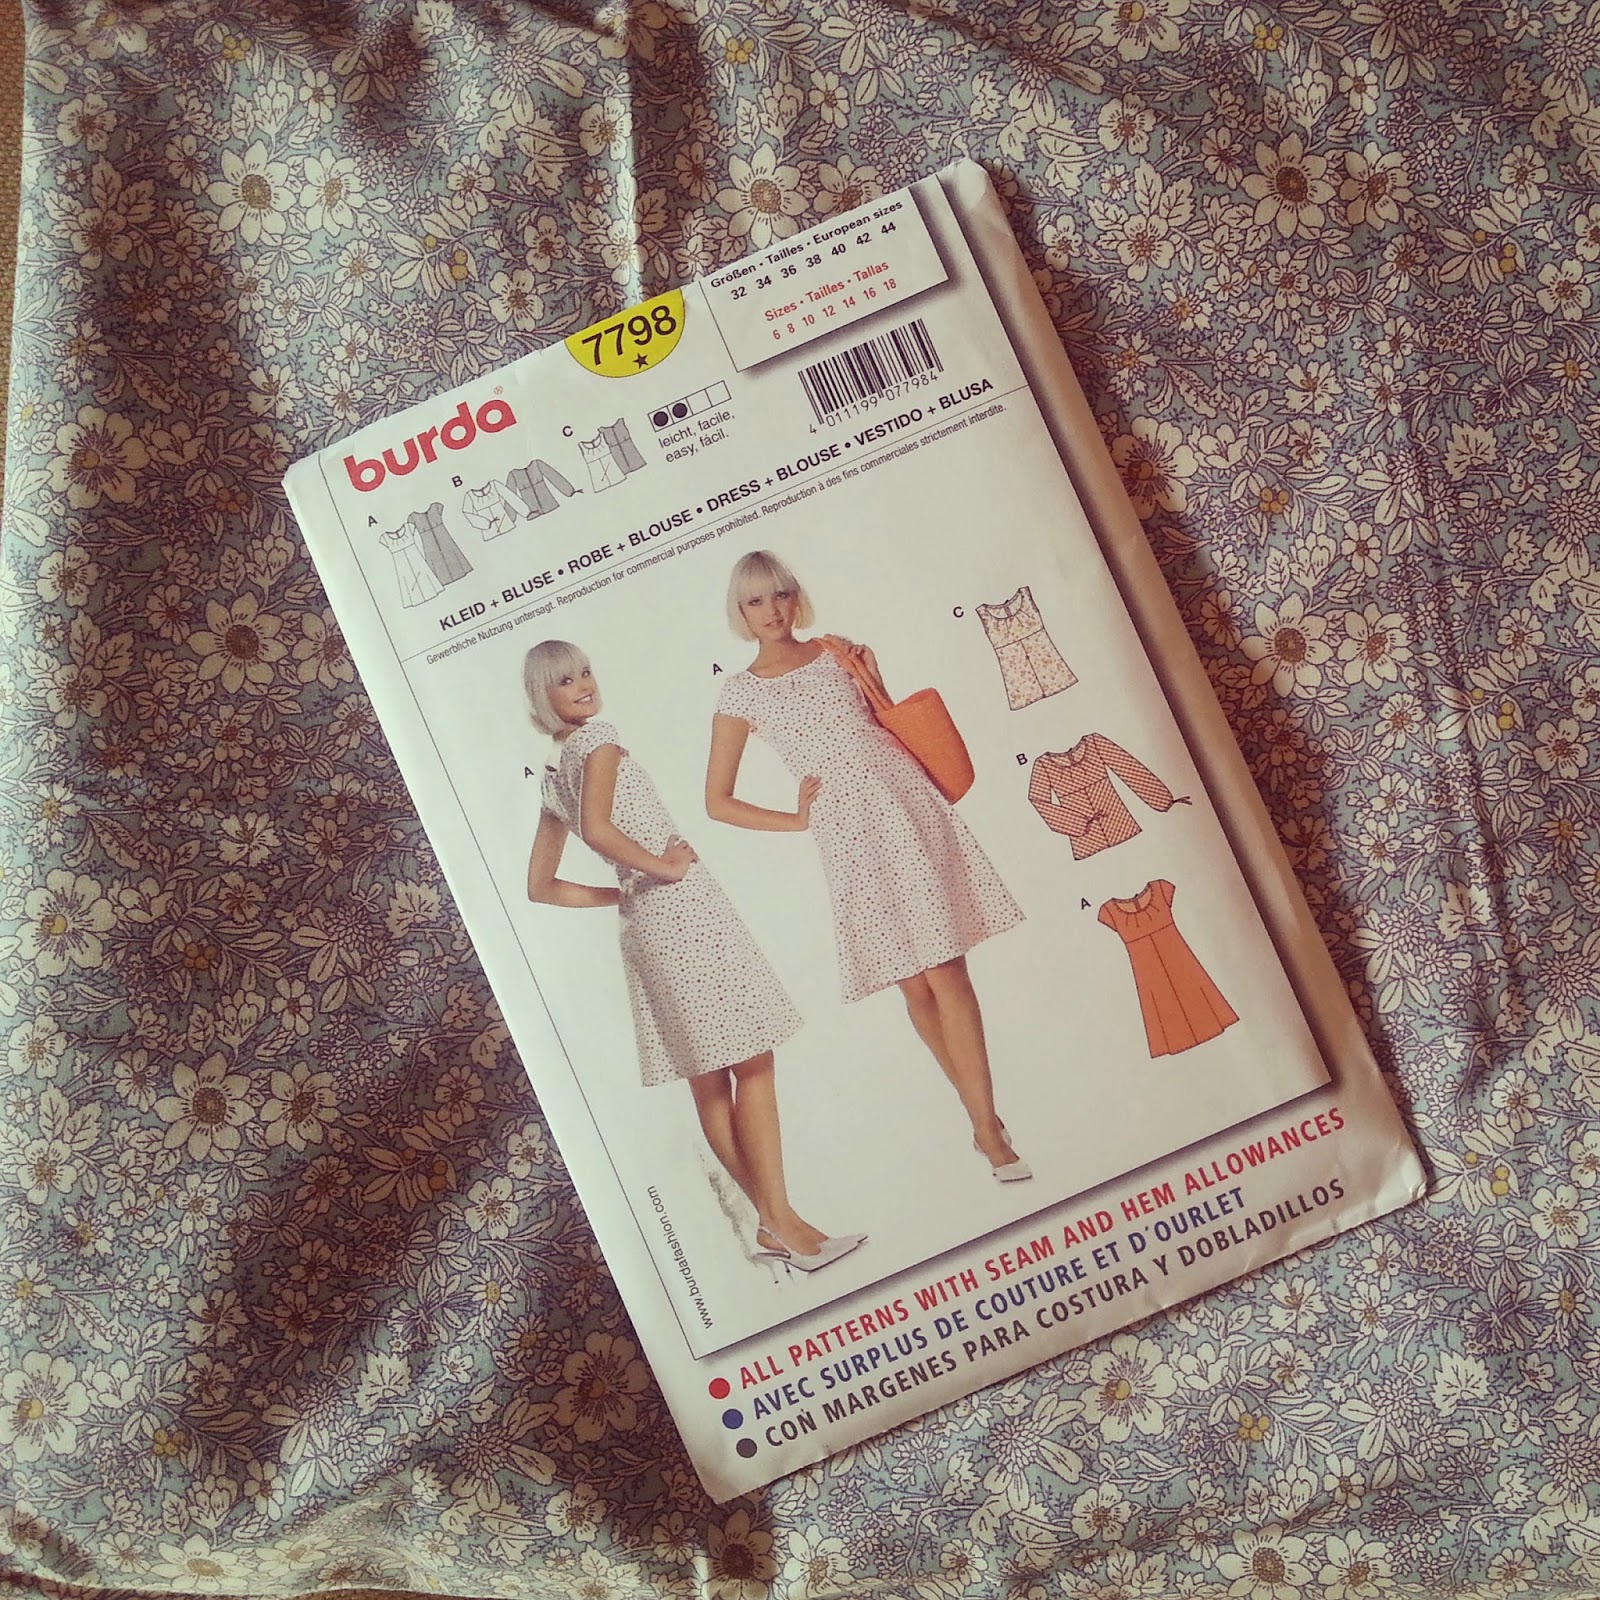 Größen • Tailles • European sizes
32 34 36 38 40 42 44
Sizes • Tailles • Tallas
6 8 10 12 14 16 18
7798
burda®
A
B
C
leicht, facile,
easy, fácil.
4 011199 077984
KLEID + BLUSE • ROBE + BLOUSE • DRESS + BLOUSE • VESTIDO + BLUSA
Gewerbliche Nutzung untersagt. Reproduction for commercial purposes prohibited. Reproduction à des fins commerciales strictement interdite.
A
A
C
B
A
www.burdafashion.com
ALL PATTERNS WITH SEAM AND HEM ALLOWANCES
AVEC SURPLUS DE COUTURE ET D'OURLET
CON MARGENES PARA COSTURA Y DOBLADILLOS